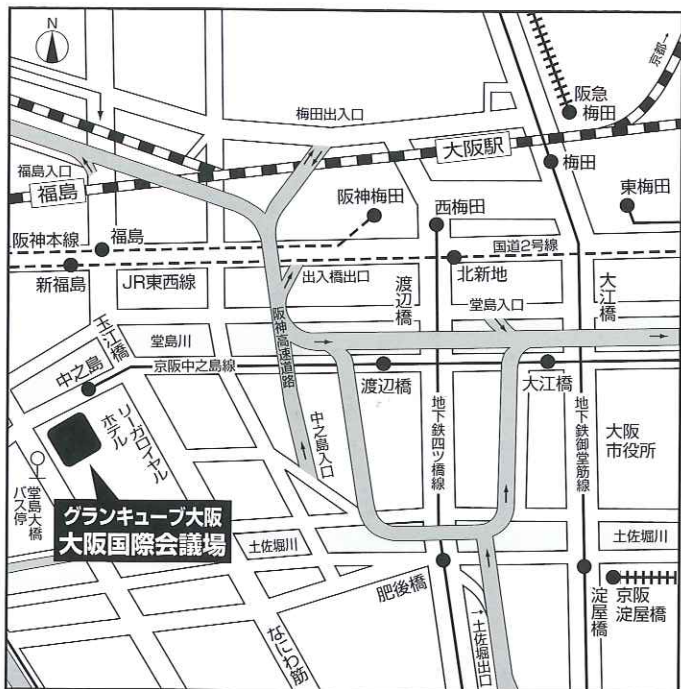 N
京都→
阪急
梅田
梅田出入口
大阪駅
梅田
福島入口
福島
阪神梅田
西梅田
東梅田
阪神本線
福島
国道2号線
新福島
JR東西線
出入橋出口
渡辺橋
北新地
大江橋
堂島入口
玉江橋
堂島川
阪神高速道路
中之島
京阪中之島線
渡辺橋
大江橋
リーガロイヤル
ホテル
中之島入口
地下鉄四ツ橋線
地下鉄御堂筋線
大阪
市役所
堂島大橋
バス停
グランキューブ大阪
大阪国際会議場
土佐堀川
土佐堀川
肥後橋
淀屋橋
京阪
淀屋橋
なにわ筋
土佐堀出口